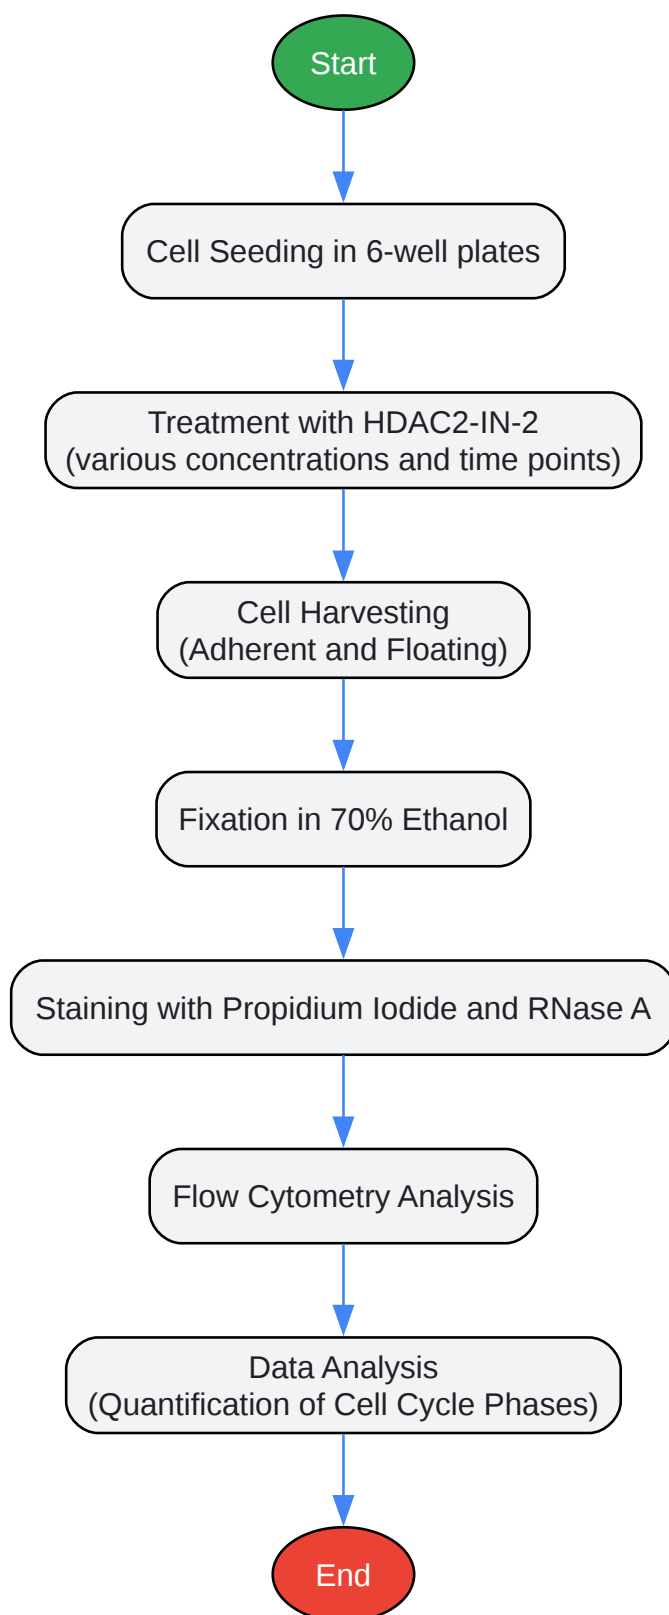 Start
Cell Seeding in 6-well plates
Treatment with HDAC2-IN-2
(various concentrations and time points)
Cell Harvesting
(Adherent and Floating)
Fixation in 70% Ethanol
Staining with Propidium Iodide and RNase A
Flow Cytometry Analysis
Data Analysis
(Quantification of Cell Cycle Phases)
End